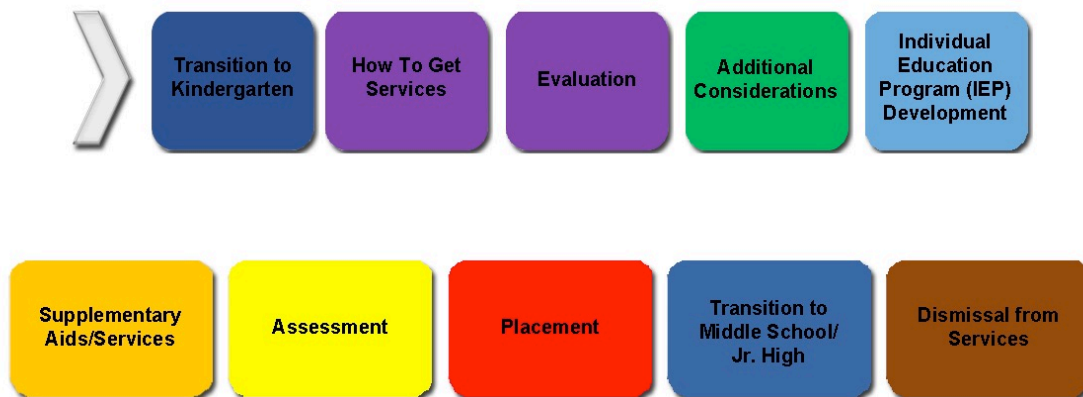 Transition to
Kindergarten
How To Get
Services
Evaluation
Additional
Considerations
Individual
Education
Program (IEP)
Development
Supplementary
Aids/Services
Assessment
Placement
Transition to
Middle School/
Jr. High
Dismissal from
Services